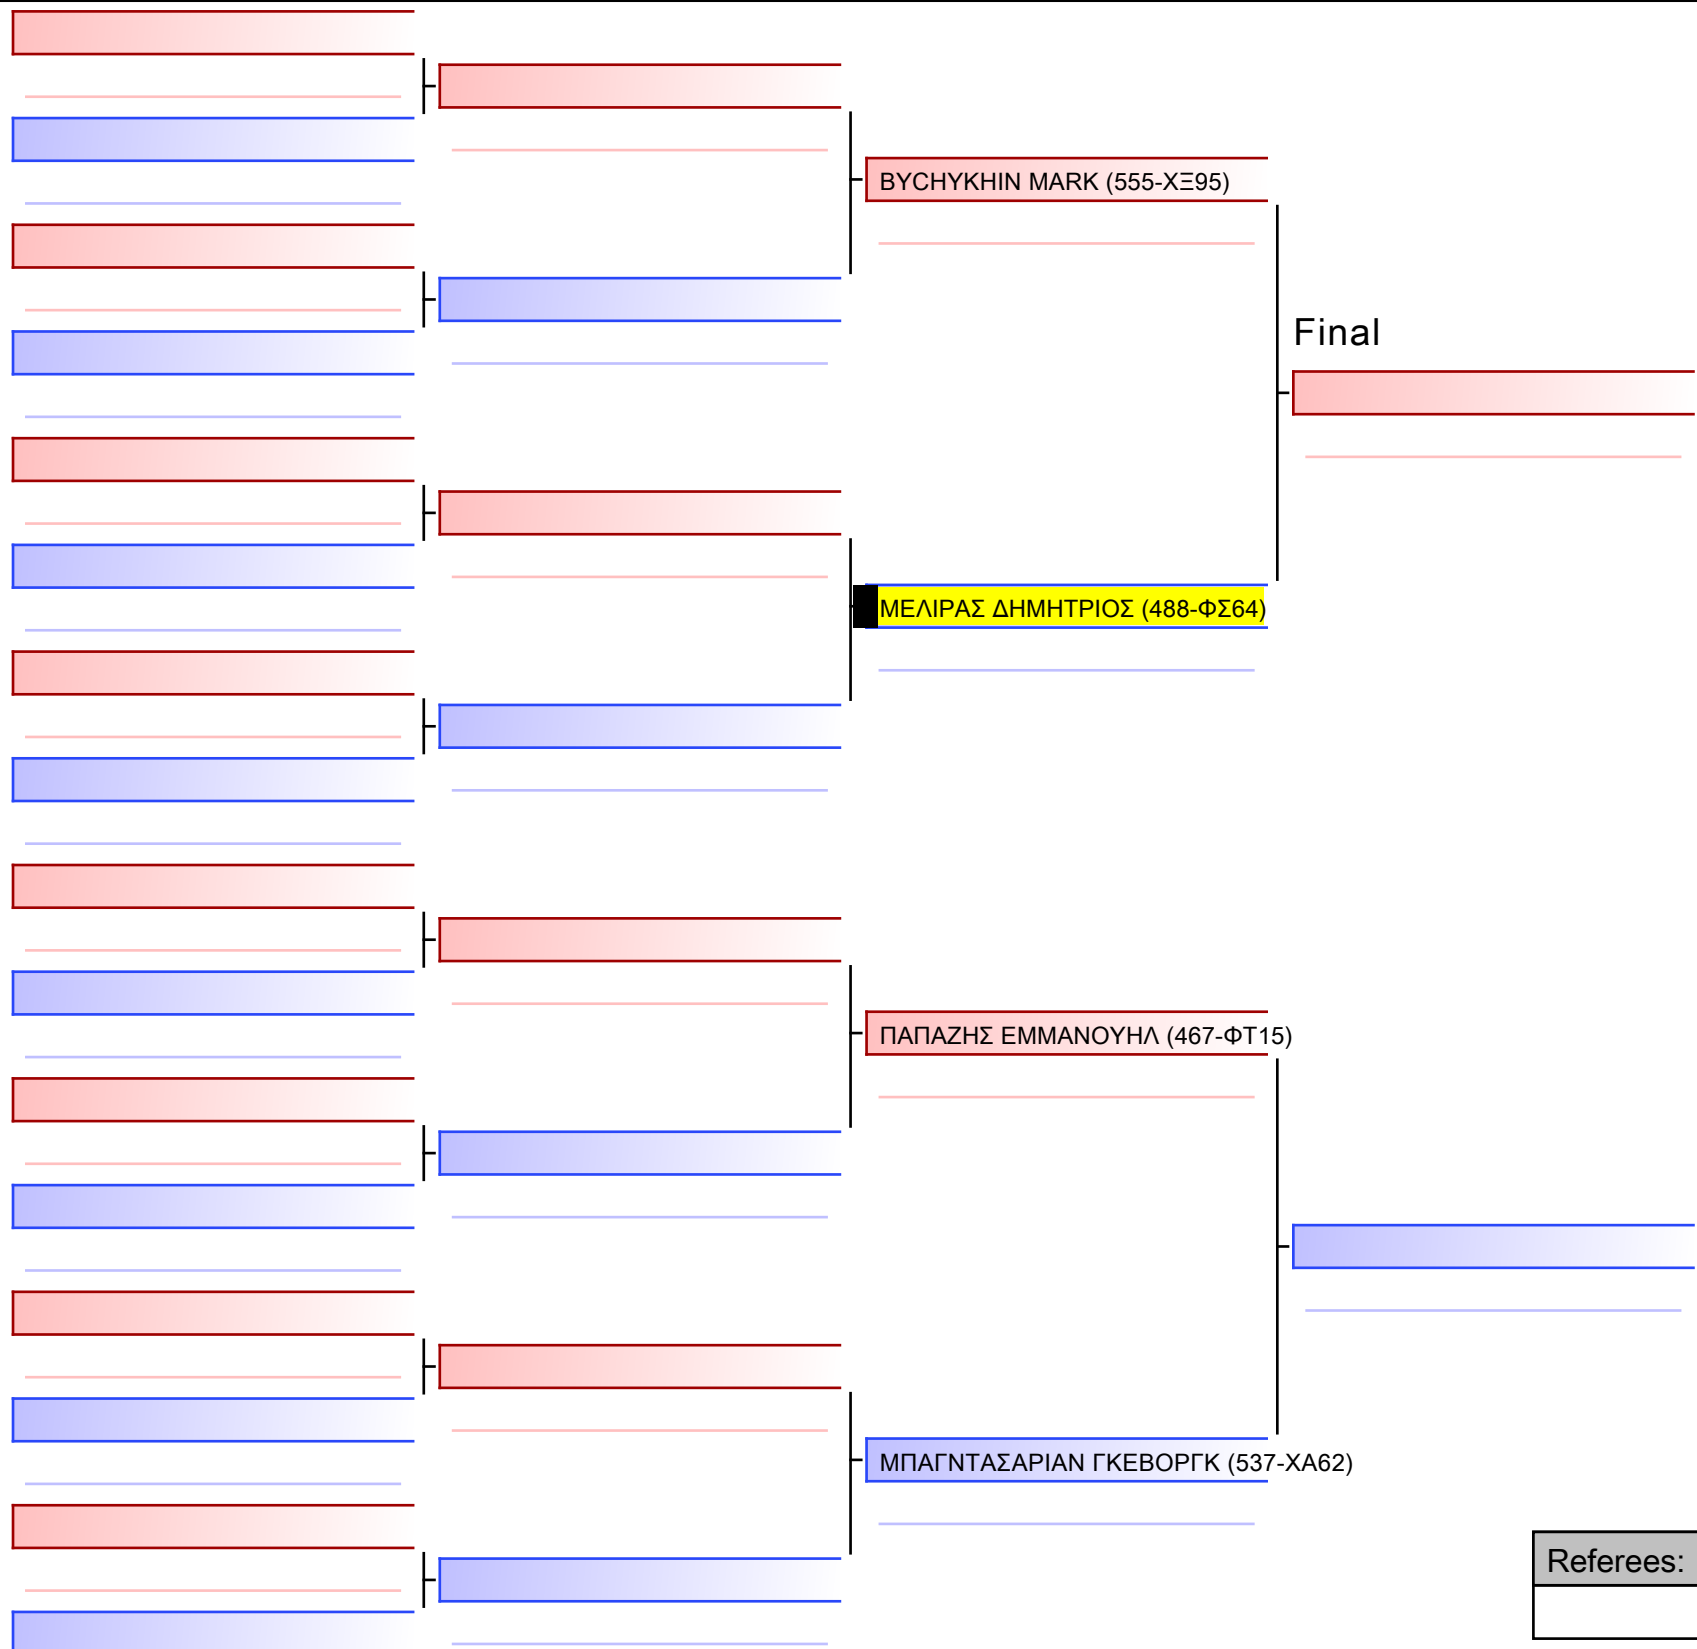 BYCHYKHIN MARK (555-ΧΞ95)
Final
ΜΕΛΙΡΑΣ ΔΗΜΗΤΡΙΟΣ (488-ΦΣ64)
ΠΑΠΑΖΗΣ ΕΜΜΑΝΟΥΗΛ (467-ΦΤ15)
ΜΠΑΓΝΤΑΣΑΡΙΑΝ ΓΚΕΒΟΡΓΚ (537-ΧΑ62)
Referees: